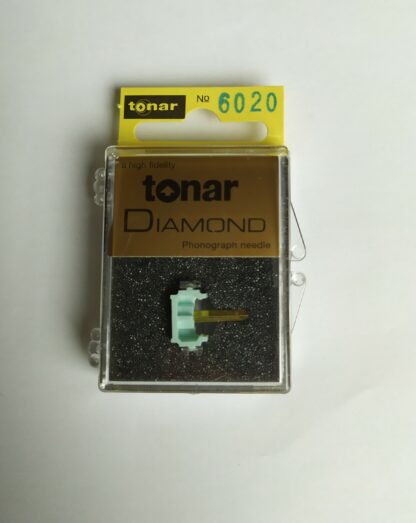 tonar № 6020
a high fidelity
tonar
DIAMOND
Phonograph needle